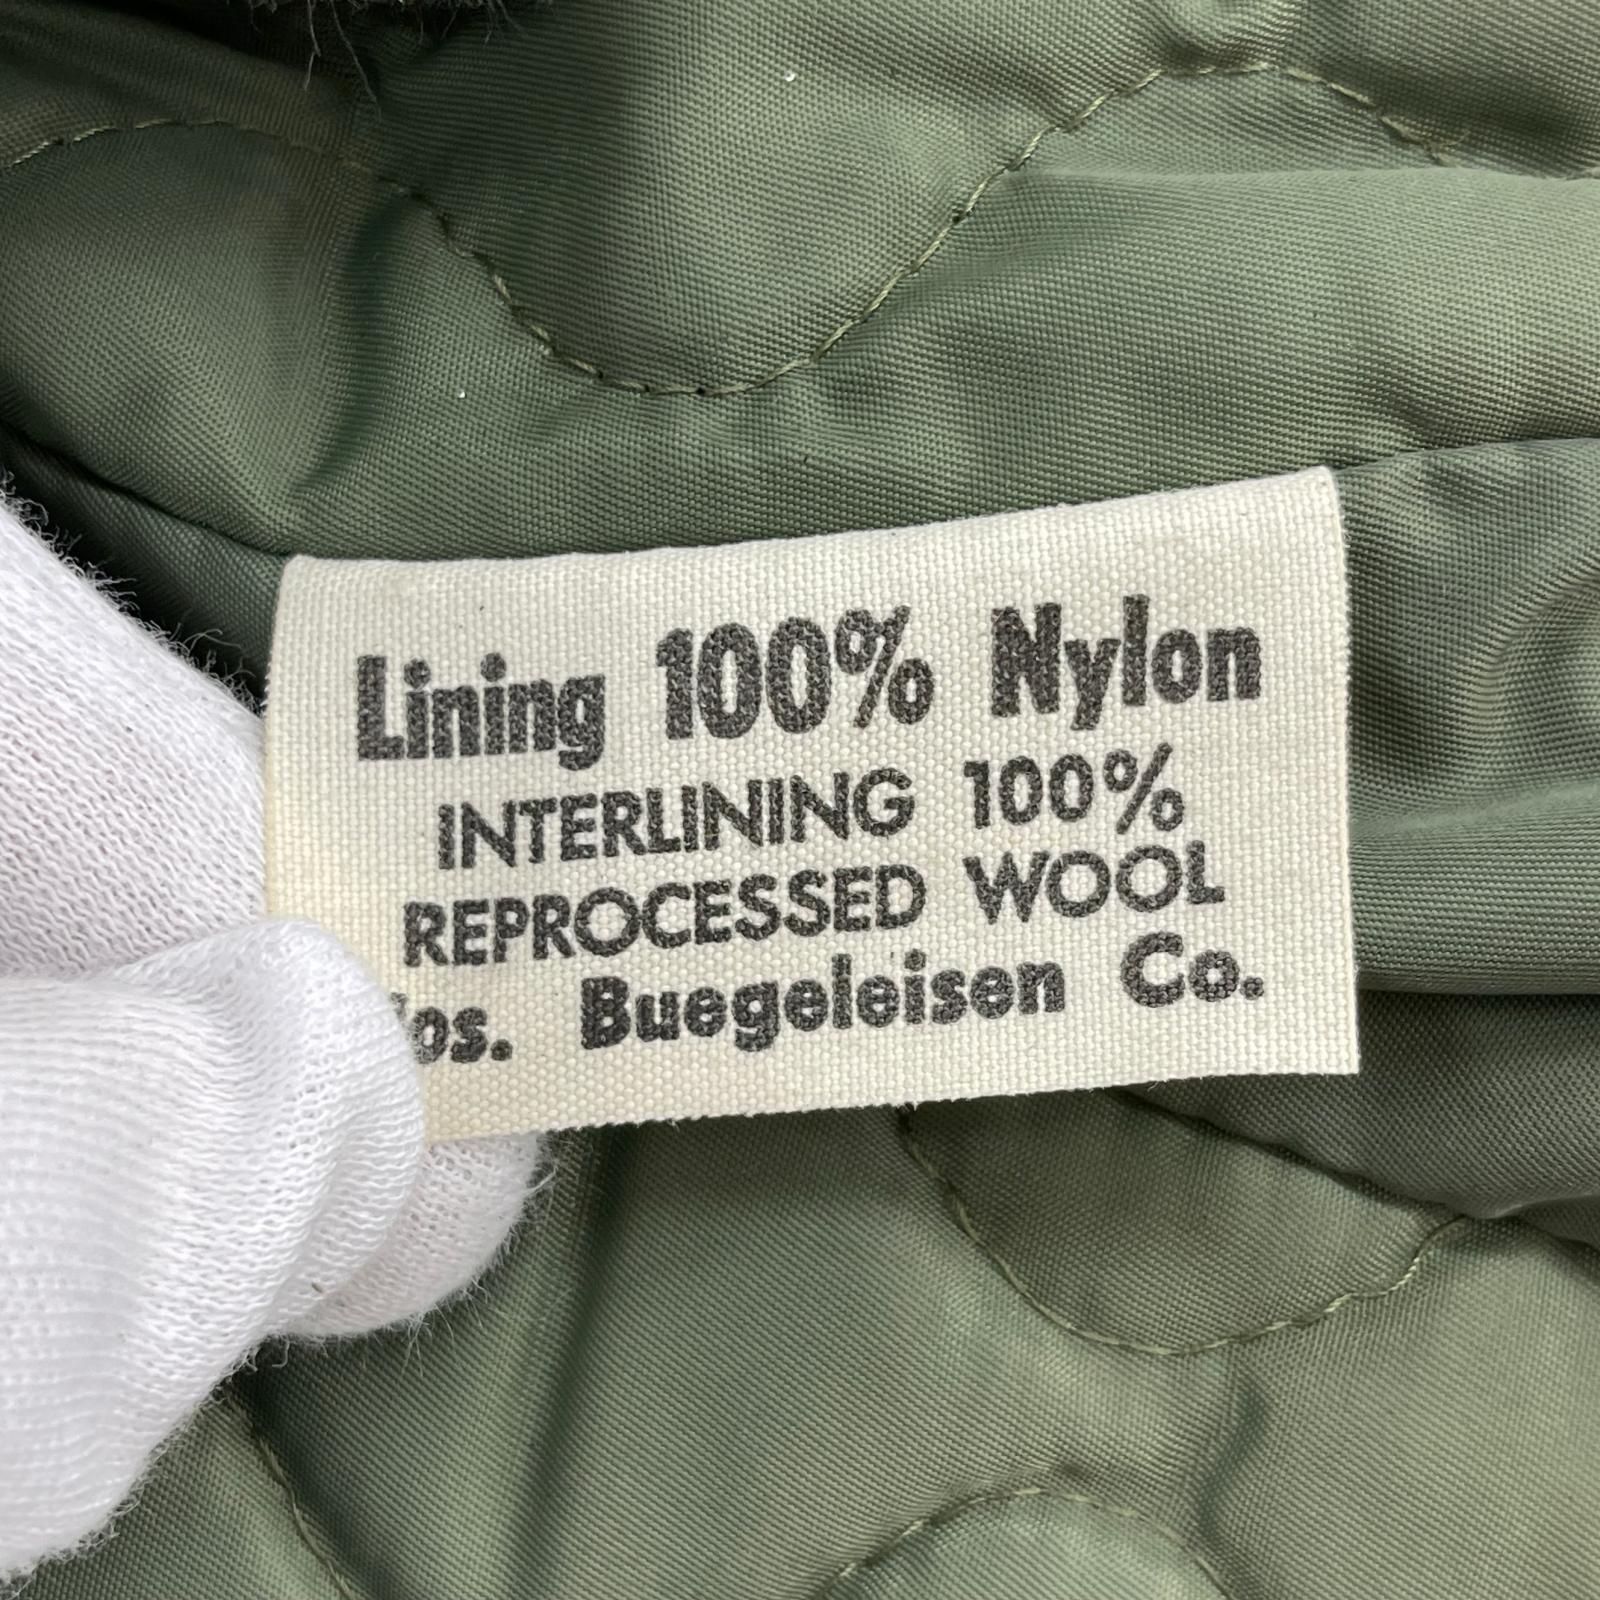 Lining 100% Nylon
INTERLINING 100%
REPROCESSED WOOL
Buegeleisen Co.